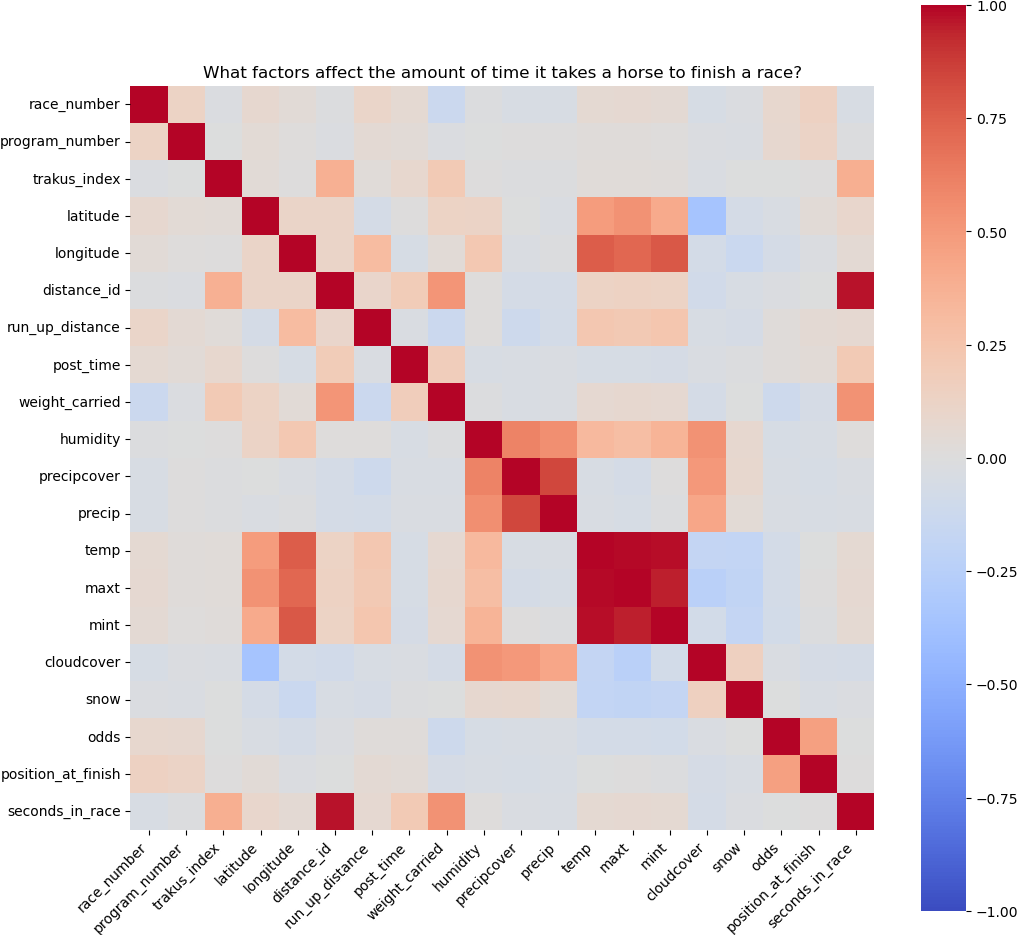 What factors affect the amount of time it takes a horse to finish a race?
race_number
program_number
trakus_index
latitude
longitude
distance_id
run_up_distance
post_time
weight_carried
humidity
precipcover
precip
temp
maxt
mint
cloudcover
snow
odds
position_at_finish
seconds_in_race
race_number
program_number
trakus_index
latitude
longitude
distance_id
run_up_distance
post_time
weight_carried
humidity
precipcover
precip
temp
maxt
mint
cloudcover
snow
odds
position_at_finish
seconds_in_race
1.00
0.75
0.50
0.25
0.00
−0.25
−0.50
−0.75
−1.00